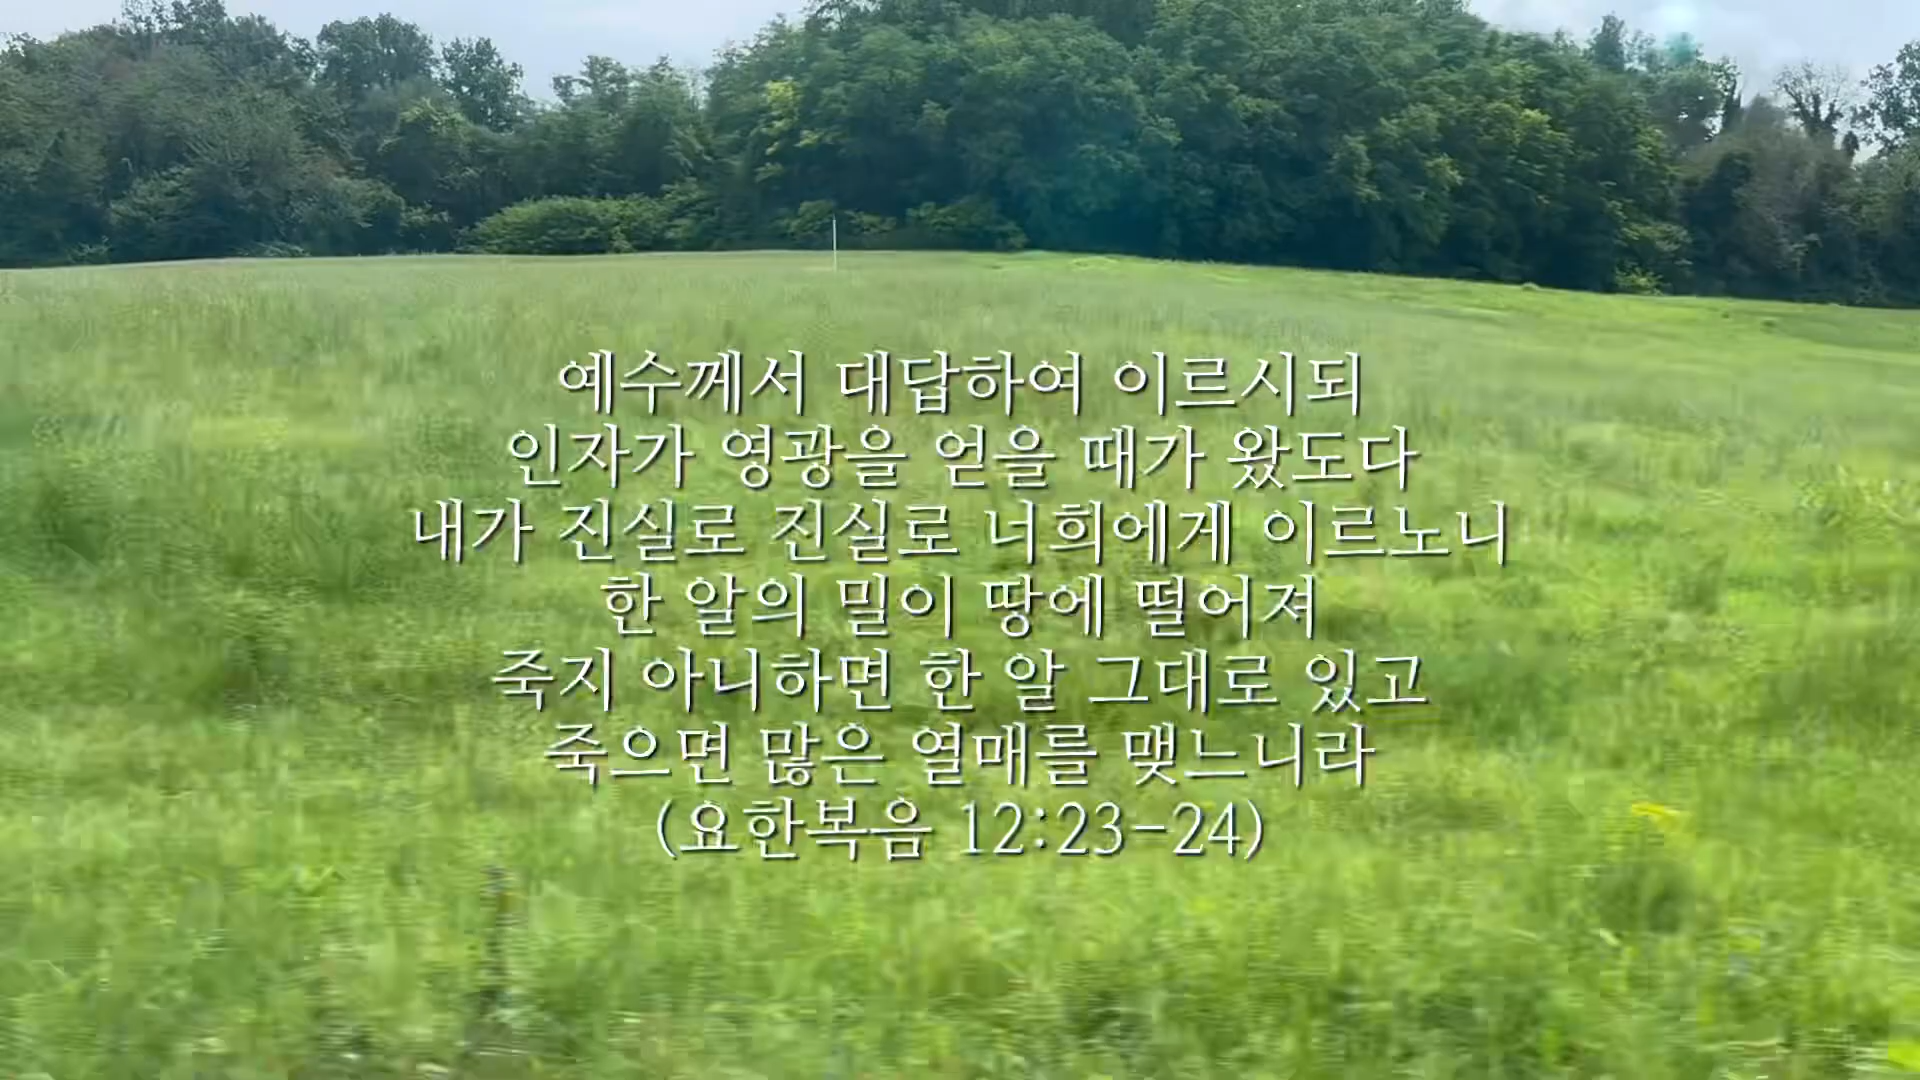 예수께서 대답하여 이르시되
인자가 영광을 얻을 때가 왔도다
내가 진실로 진실로 너희에게 이르노니
한 알의 밀이 땅에 떨어져
죽지 아니하면 한 알 그대로 있고
죽으면 많은 열매를 맺느니라
(요한복음 12:23-24)